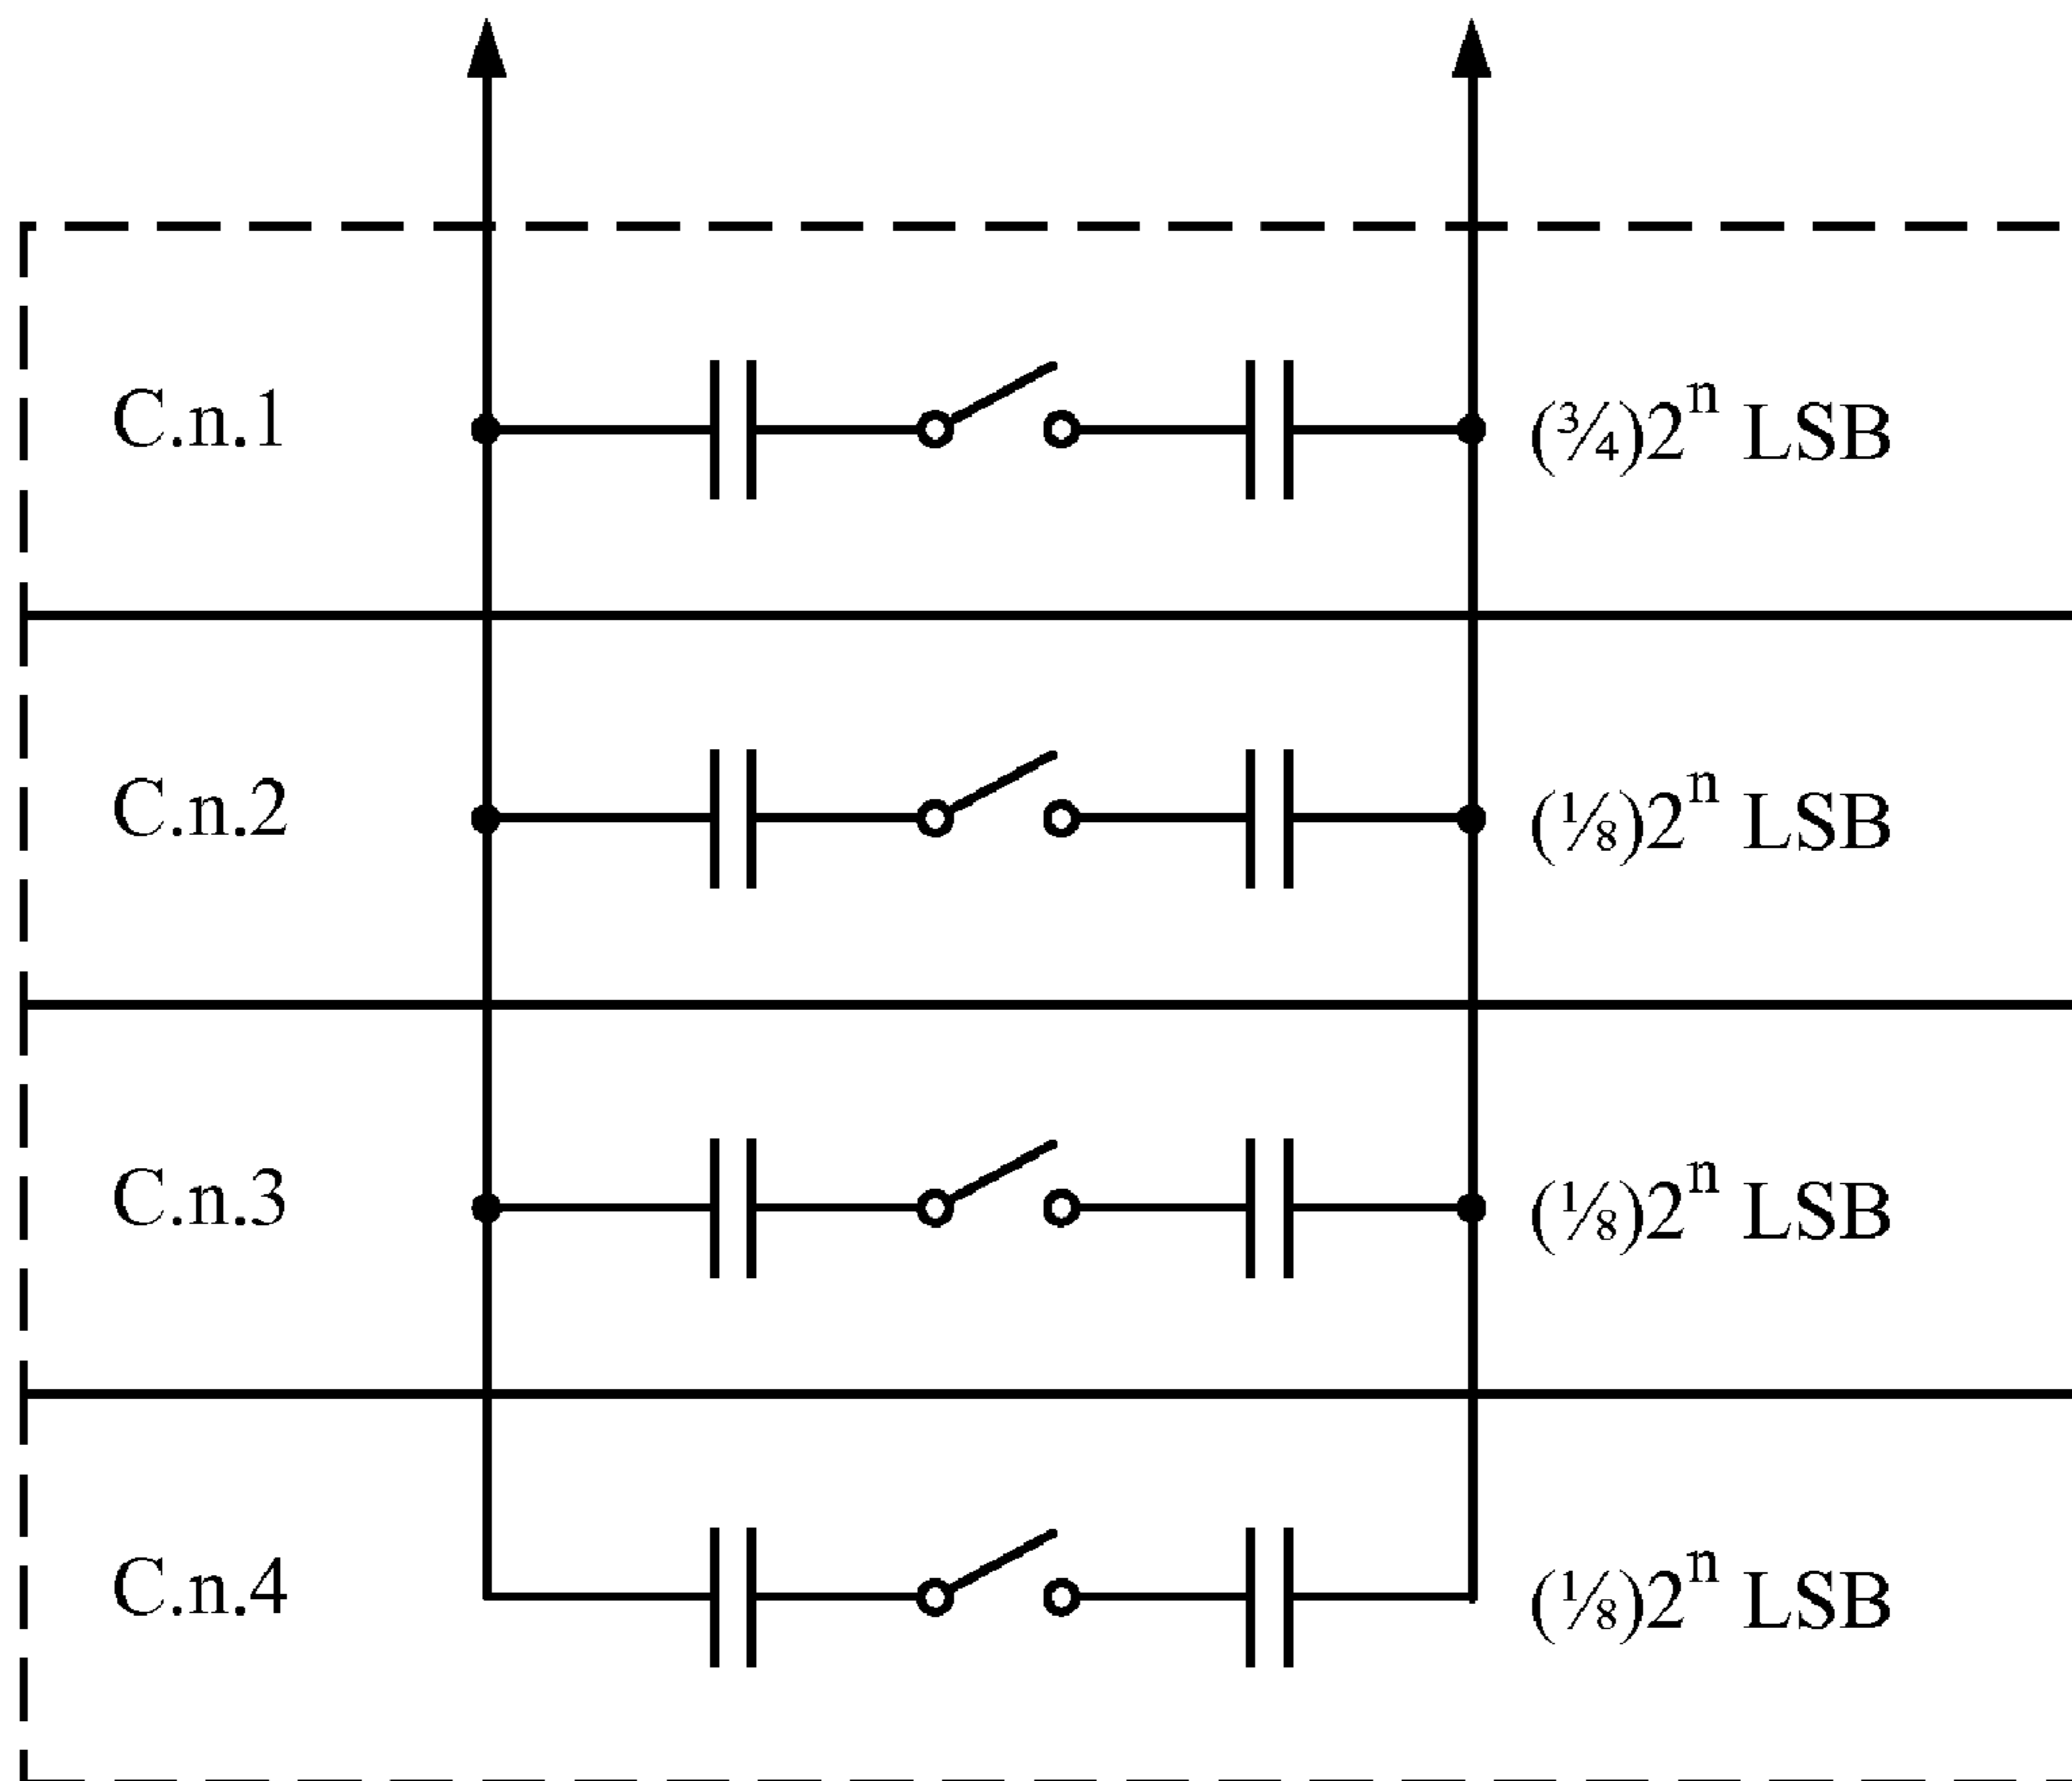 C.n.1 (¾)2ⁿ LSB
C.n.2 (⅛)2ⁿ LSB
C.n.3 (⅛)2ⁿ LSB
C.n.4 (⅛)2ⁿ LSB